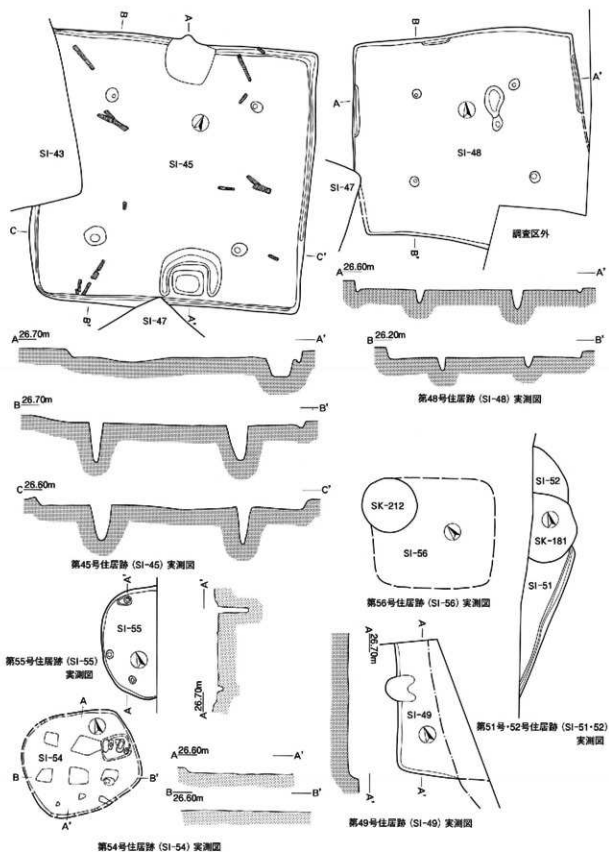 B
A
SI-43
SI-45
C
C'
B'
A'
SI-47
A 26.70m
A'
B 26.70m
B'
C 26.60m
C'
第45号住居跡 (SI-45) 実測図
B
A'
A
SI-48
SI-47
調査区外
B'
A 26.60m
A'
B 26.20m
B'
第48号住居跡 (SI-48) 実測図
SK-212
SI-56
第56号住居跡 (SI-56) 実測図
SI-52
SK-181
SI-51
第51号・52号住居跡 (SI-51・52)
実測図
A'
SI-55
A
第55号住居跡 (SI-55)
実測図
A'
A 26.70m
A
SI-54
B
B'
A'
A 26.60m
A'
B 26.60m
B'
第54号住居跡 (SI-54) 実測図
A 26.70m
A'
A
SI-49
A'
第49号住居跡 (SI-49) 実測図